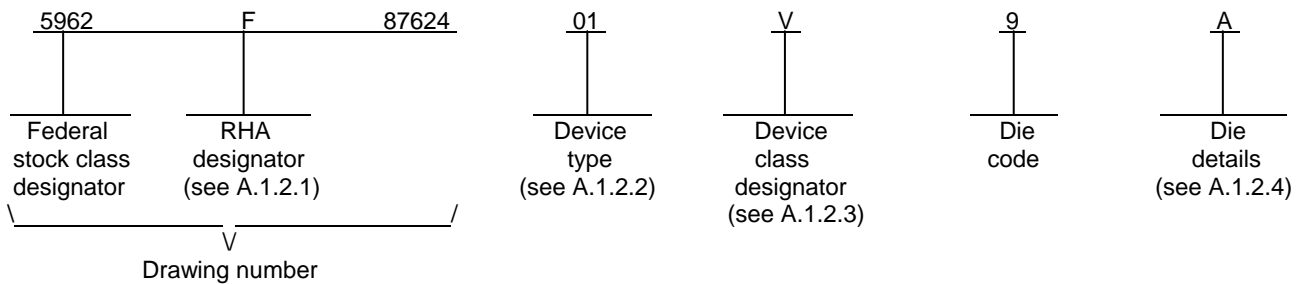 5962 F 87624 01 V 9 A
Federal RHA Device Device Die Die
stock class designator type class code details
designator (see A.1.2.1) (see A.1.2.2) designator (see A.1.2.4)
(see A.1.2.3)
\ /
\/
Drawing number